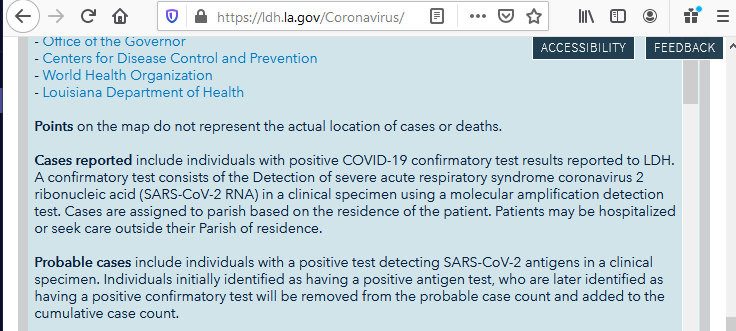 https://ldh.la.gov/Coronavirus/
- Office of the Governor
- Centers for Disease Control and Prevention
- World Health Organization
- Louisiana Department of Health
ACCESSIBILITY
FEEDBACK
Points on the map do not represent the actual location of cases or deaths.
Cases reported include individuals with positive COVID-19 confirmatory test results reported to LDH.
A confirmatory test consists of the Detection of severe acute respiratory syndrome coronavirus 2
ribonucleic acid (SARS-CoV-2 RNA) in a clinical specimen using a molecular amplification detection
test. Cases are assigned to parish based on the residence of the patient. Patients may be hospitalized
or seek care outside their Parish of residence.
Probable cases include individuals with a positive test detecting SARS-CoV-2 antigens in a clinical
specimen. Individuals initially identified as having a positive antigen test, who are later identified as
having a positive confirmatory test will be removed from the probable case count and added to the
cumulative case count.